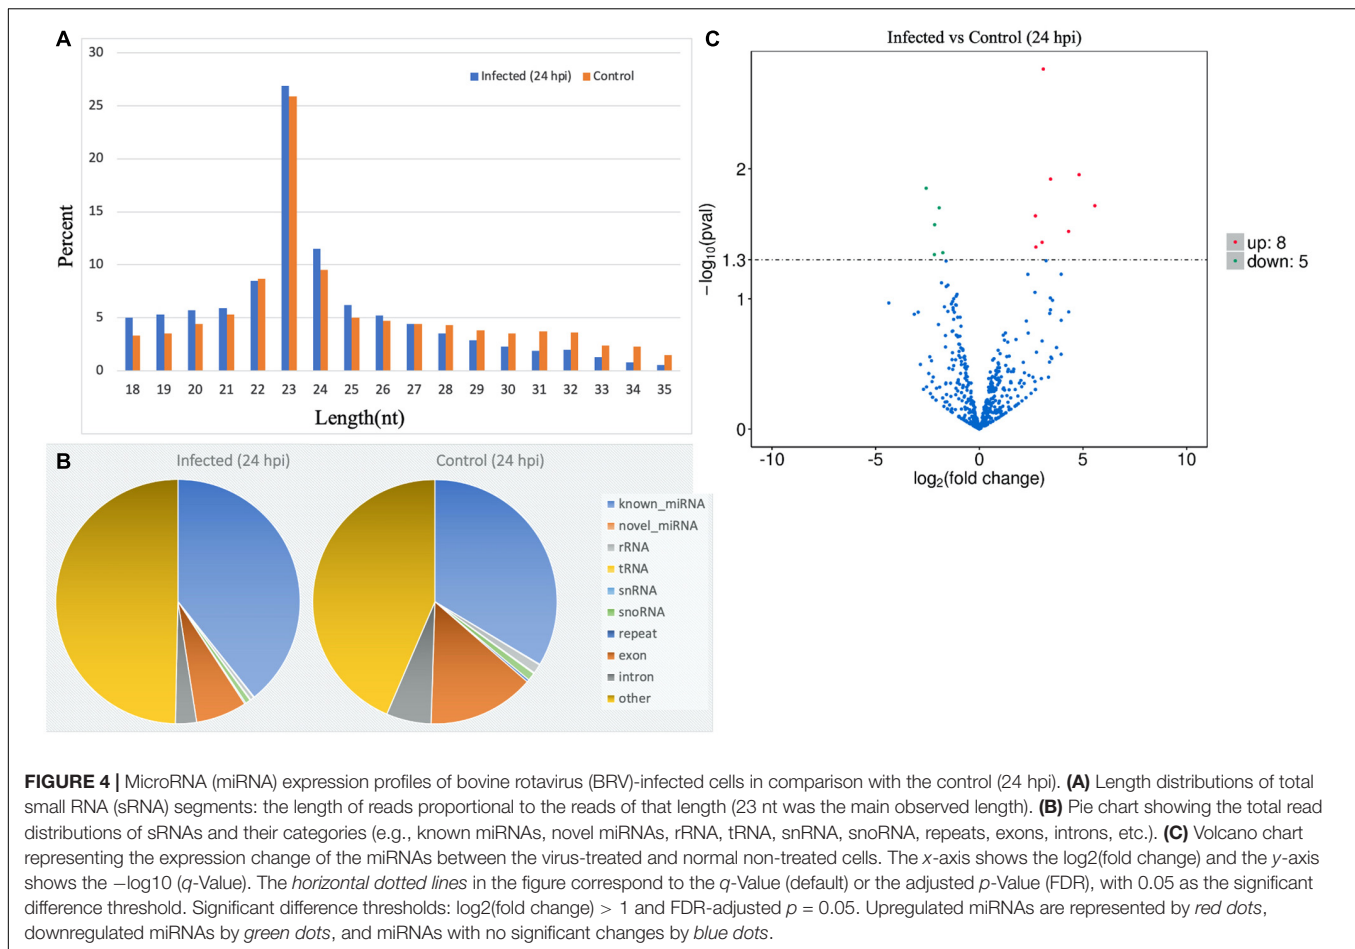 A
30
25
20
15
10
5
0
Percent
Infected (24 hpi) Control
18 19 20 21 22 23 24 25 26 27 28 29 30 31 32 33 34 35
Length(nt)
B
Infected (24 hpi)
Control (24 hpi)
known_miRNA
novel_miRNA
rRNA
tRNA
snRNA
snoRNA
repeat
exon
intron
other
C
Infected vs Control (24 hpi)
−log10(pval)
2
1.3
1
0
-10 -5 0 5 10
log2(fold change)
up: 8
down: 5
FIGURE 4 | MicroRNA (miRNA) expression profiles of bovine rotavirus (BRV)-infected cells in comparison with the control (24 hpi). (A) Length distributions of total
small RNA (sRNA) segments: the length of reads proportional to the reads of that length (23 nt was the main observed length). (B) Pie chart showing the total read
distributions of sRNAs and their categories (e.g., known miRNAs, novel miRNAs, rRNA, tRNA, snRNA, snoRNA, repeats, exons, introns, etc.). (C) Volcano chart
representing the expression change of the miRNAs between the virus-treated and normal non-treated cells. The x-axis shows the log2(fold change) and the y-axis
shows the −log10 (q-Value). The horizontal dotted lines in the figure correspond to the q-Value (default) or the adjusted p-Value (FDR), with 0.05 as the significant
difference threshold. Significant difference thresholds: log2(fold change) > 1 and FDR-adjusted p = 0.05. Upregulated miRNAs are represented by red dots,
downregulated miRNAs by green dots, and miRNAs with no significant changes by blue dots.